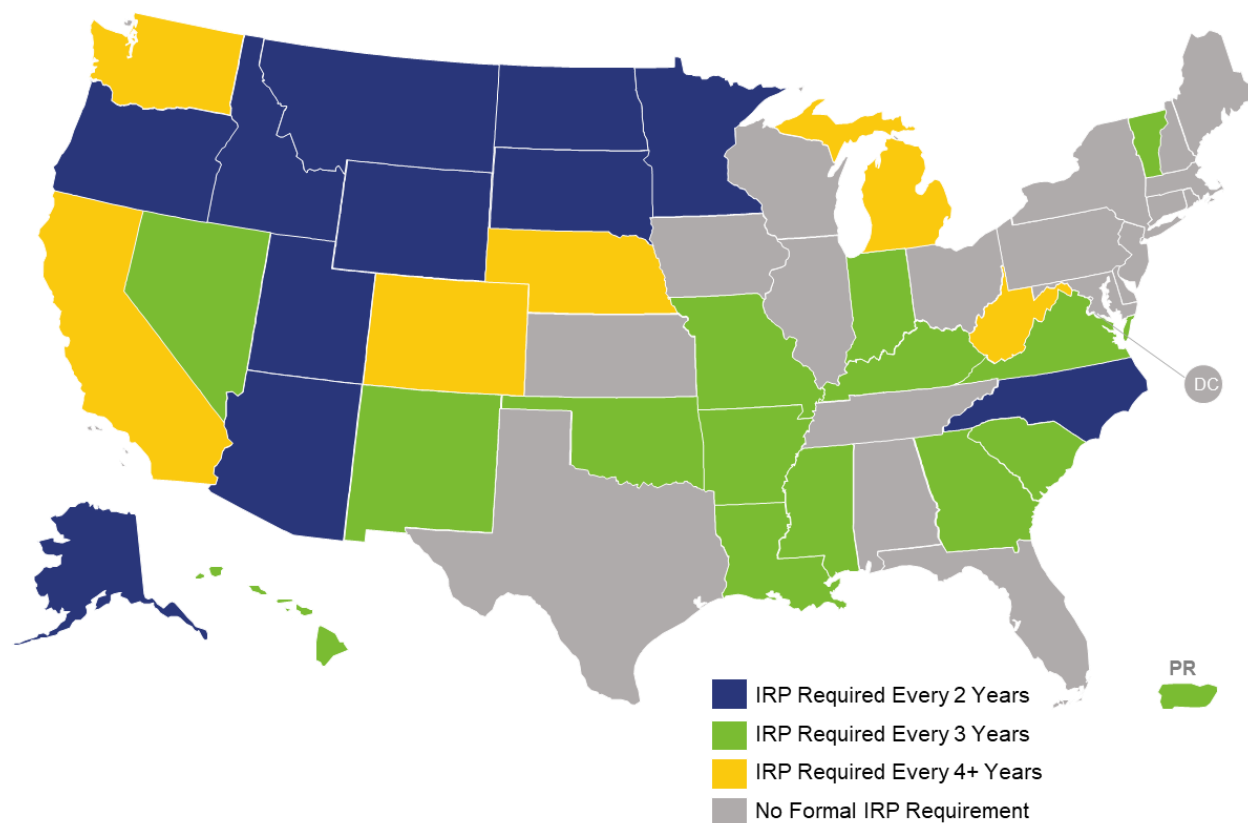 DC
PR
IRP Required Every 2 Years
IRP Required Every 3 Years
IRP Required Every 4+ Years
No Formal IRP Requirement